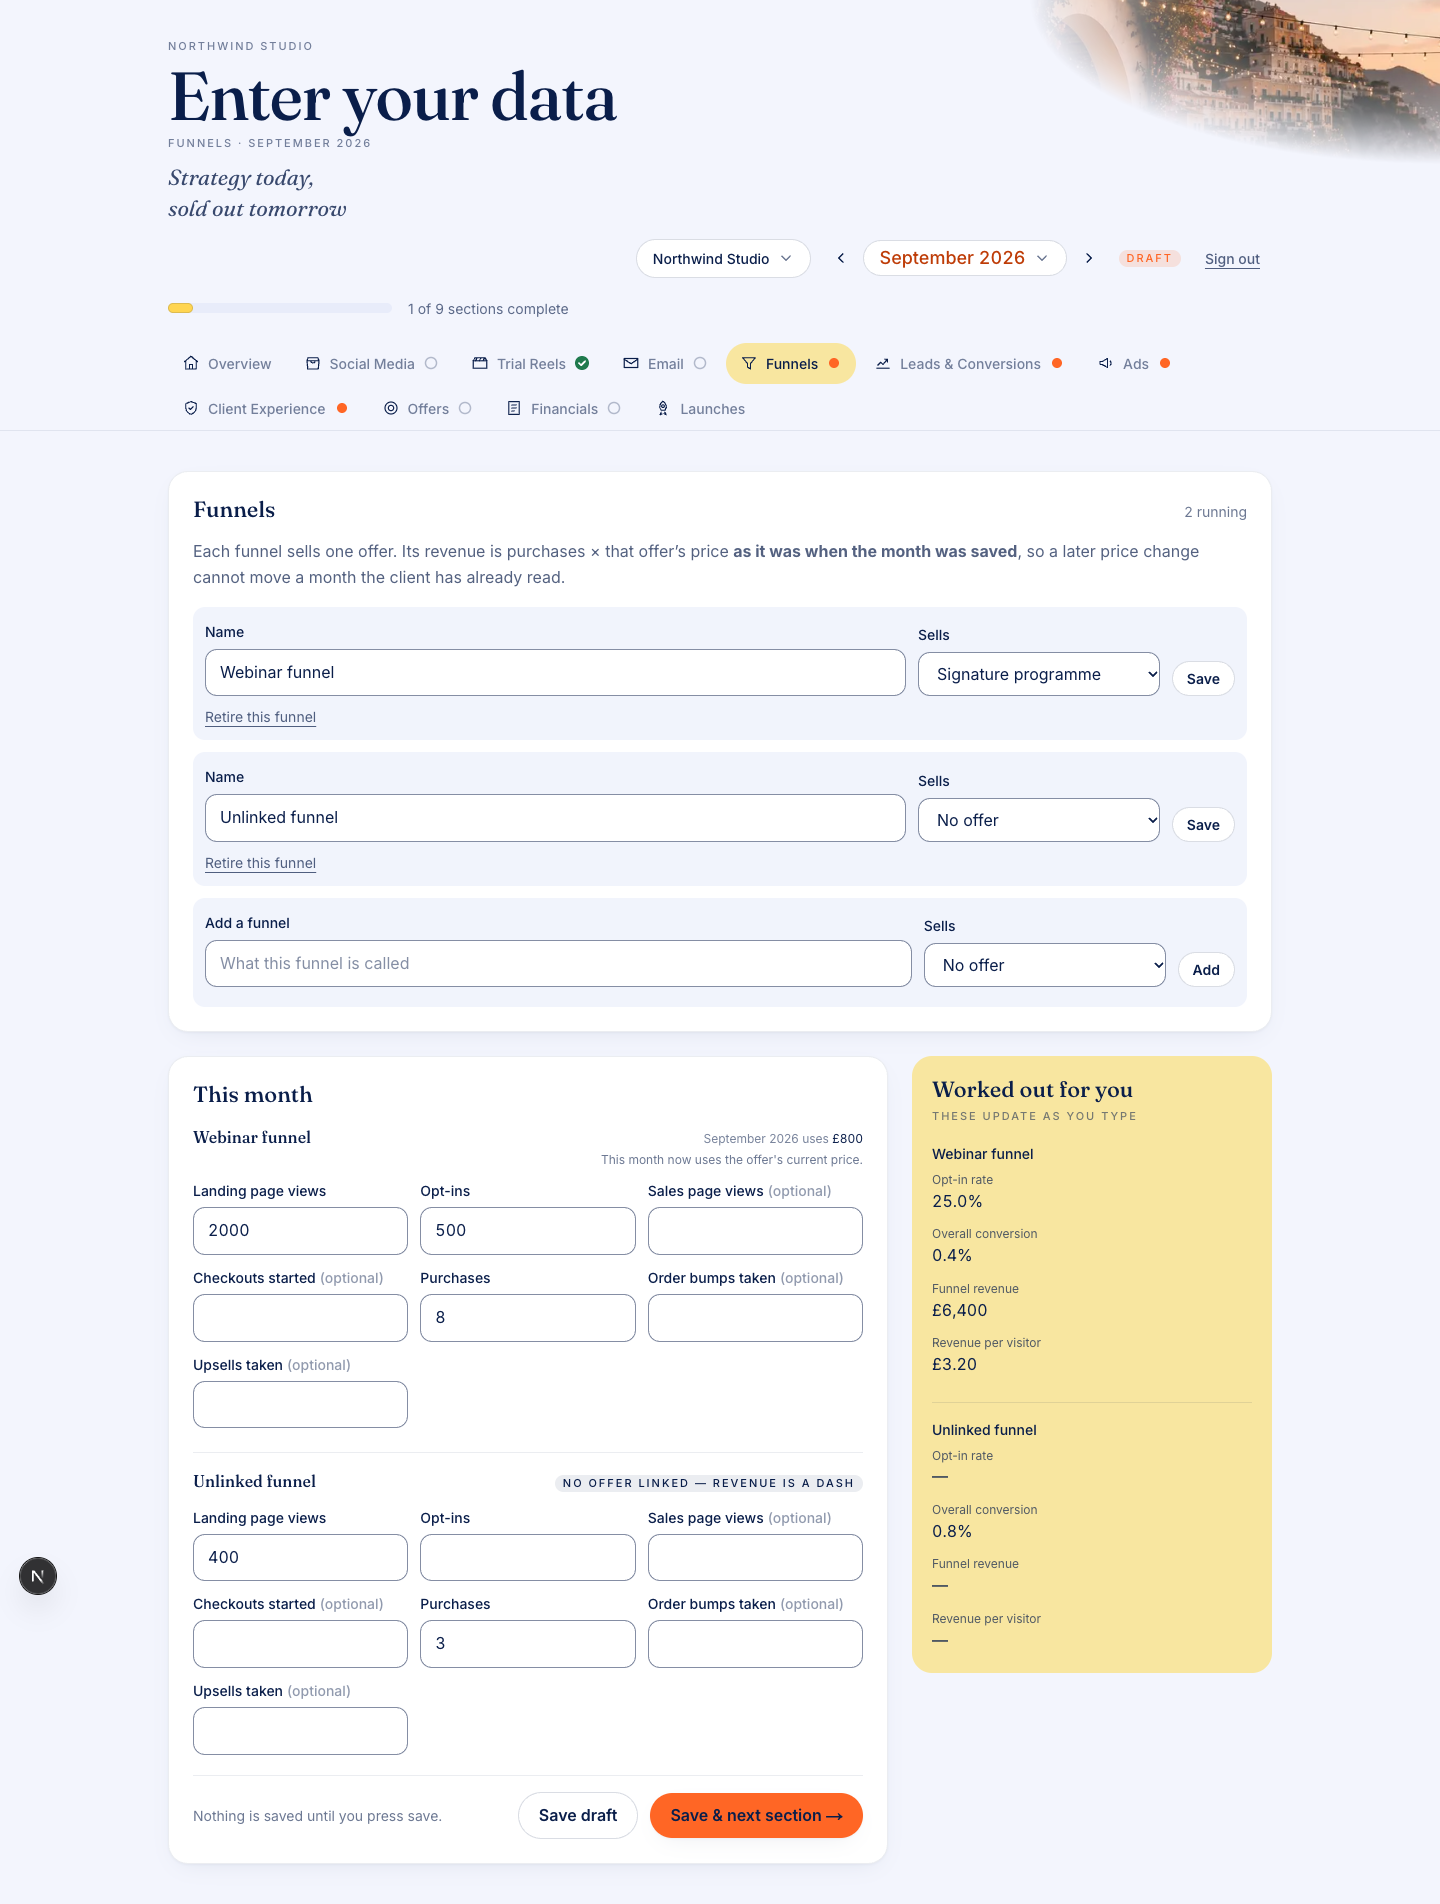 NORTHWIND STUDIO
Enter your data
FUNNELS · SEPTEMBER 2026
Strategy today,
sold out tomorrow
Northwind Studio
September 2026
DRAFT
Sign out
1 of 9 sections complete
Overview
Social Media
Trial Reels
Email
Funnels
Leads & Conversions
Ads
Client Experience
Offers
Financials
Launches
Funnels
2 running
Each funnel sells one offer. Its revenue is purchases × that offer’s price as it was when the month was saved, so a later price change
cannot move a month the client has already read.
Name
Sells
Webinar funnel
Signature programme
Save
Retire this funnel
Name
Sells
Unlinked funnel
No offer
Save
Retire this funnel
Add a funnel
Sells
What this funnel is called
No offer
Add
This month
Webinar funnel
September 2026 uses £800
This month now uses the offer's current price.
Landing page views
Opt-ins
Sales page views (optional)
2000
500
Checkouts started (optional)
Purchases
Order bumps taken (optional)
8
Upsells taken (optional)
Unlinked funnel
NO OFFER LINKED — REVENUE IS A DASH
Landing page views
Opt-ins
Sales page views (optional)
400
Checkouts started (optional)
Purchases
Order bumps taken (optional)
3
Upsells taken (optional)
Nothing is saved until you press save.
Save draft
Save & next section →
Worked out for you
THESE UPDATE AS YOU TYPE
Webinar funnel
Opt-in rate
25.0%
Overall conversion
0.4%
Funnel revenue
£6,400
Revenue per visitor
£3.20
Unlinked funnel
Opt-in rate
—
Overall conversion
0.8%
Funnel revenue
—
Revenue per visitor
—
N